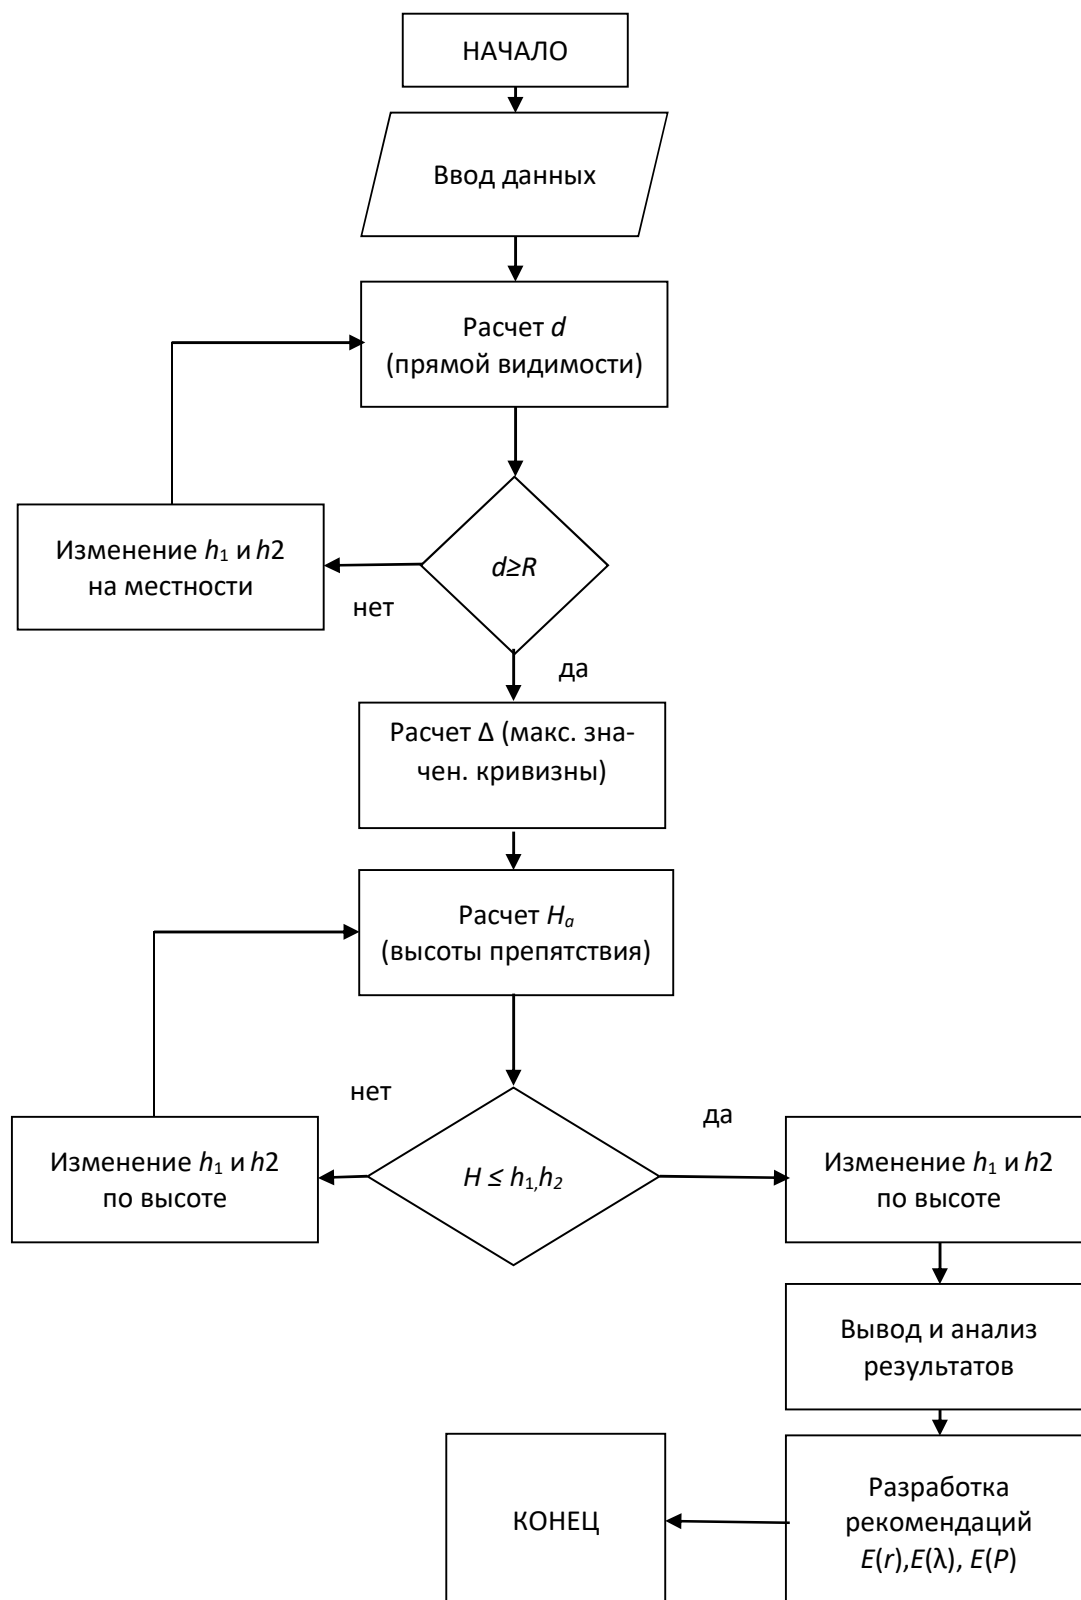 НАЧАЛО
Ввод данных
Расчет d
(прямой видимости)
Изменение h₁ и h2
на местности
d≥R
нет
да
Расчет Δ (макс. зна-
чен. кривизны)
Расчет Hₐ
(высоты препятствия)
нет
да
Изменение h₁ и h2
по высоте
H ≤ h₁,h₂
Изменение h₁ и h2
по высоте
Вывод и анализ
результатов
Разработка
рекомендаций
E(r),E(λ), E(P)
КОНЕЦ